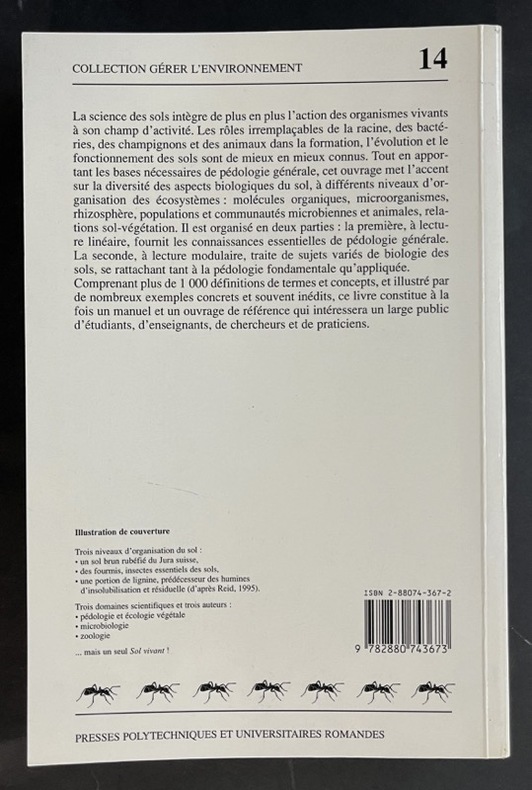 COLLECTION GÉRER L'ENVIRONNEMENT
14
La science des sols intègre de plus en plus l'action des organismes vivants
à son champ d'activité. Les rôles irremplaçables de la racine, des bacté-
ries, des champignons et des animaux dans la formation, l'évolution et le
fonctionnement des sols sont de mieux en mieux connus. Tout en appor-
tant les bases nécessaires de pédologie générale, cet ouvrage met l'accent
sur la diversité des aspects biologiques du sol, à différents niveaux d'or-
ganisation des écosystèmes : molécules organiques, microorganismes,
rhizosphère, populations et communautés microbiennes et animales, rela-
tions sol-végétation. Il est organisé en deux parties : la première, à lectu-
re linéaire, fournit les connaissances essentielles de pédologie générale.
La seconde, à lecture modulaire, traite de sujets variés de biologie des
sols, se rattachant tant à la pédologie fondamentale qu'appliquée.
Comprenant plus de 1 000 définitions de termes et concepts, et illustré par
de nombreux exemples concrets et souvent inédits, ce livre constitue à la
fois un manuel et un ouvrage de référence qui intéressera un large public
d'étudiants, d'enseignants, de chercheurs et de praticiens.
Illustration de couverture
Trois niveaux d'organisation du sol :
• un sol brun rubéfié du Jura suisse,
• des fourmis, insectes essentiels des sols,
• une portion de lignine, prédécesseur des humines
d'insolubilisation et résiduelle (d'après Reid, 1995).
Trois domaines scientifiques et trois auteurs :
• pédologie et écologie végétale
• microbiologie
• zoologie
... mais un seul Sol vivant !
ISBN 2-88074-367-2
9 782880 743673
PRESSES POLYTECHNIQUES ET UNIVERSITAIRES ROMANDES